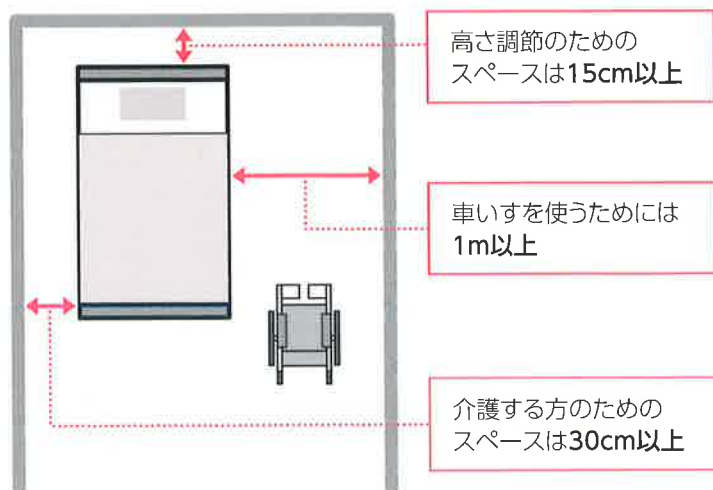 高さ調節のための
スペースは15cm以上
車いすを使うためには
1m以上
介護する方のための
スペースは30cm以上